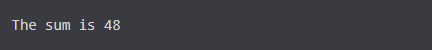 The sum is 48